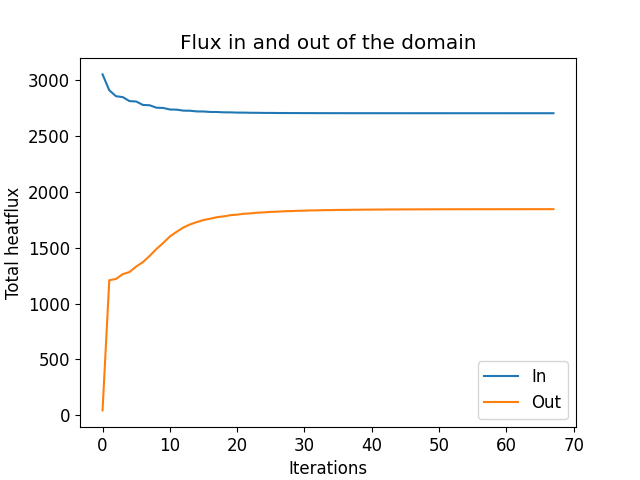 Flux in and out of the domain
Total heatflux
3000
2500
2000
1500
1000
500
0
0 10 20 30 40 50 60 70
Iterations
In
Out